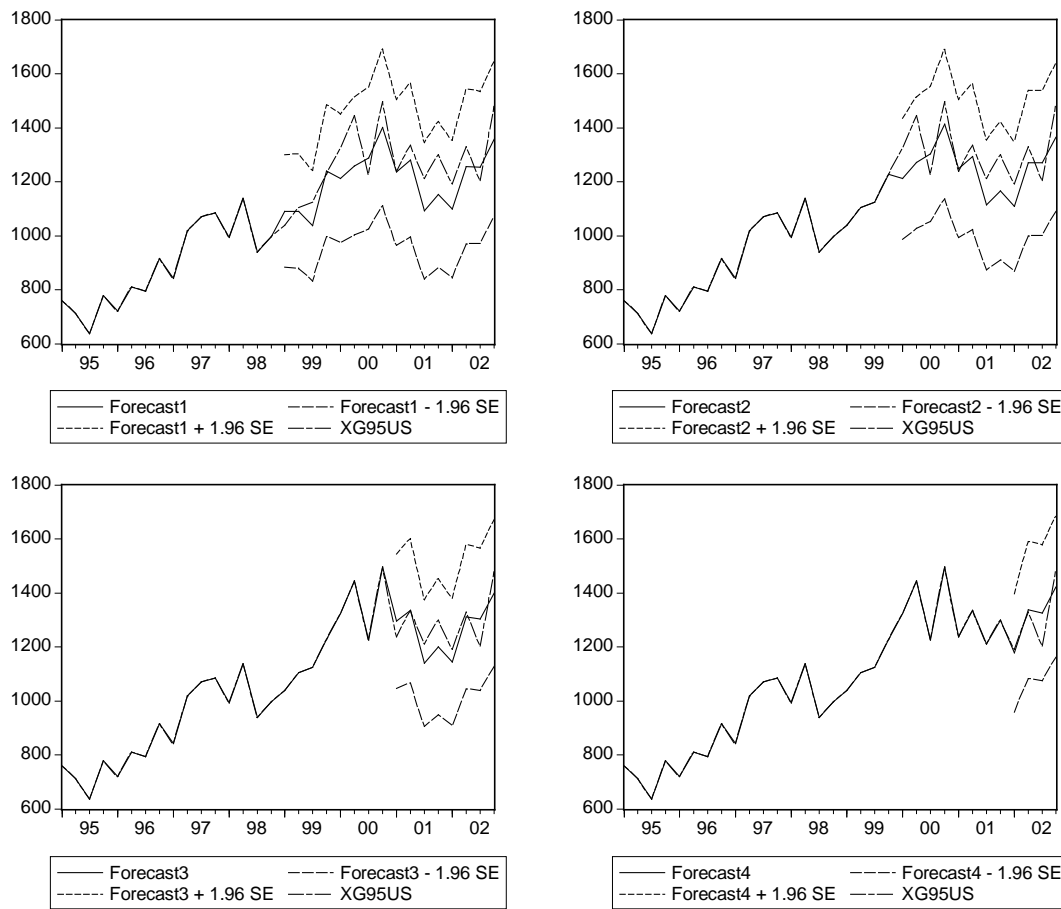 1800
1600
1400
1200
1000
800
600
95 96 97 98 99 00 01 02
Forecast1 Forecast1 - 1.96 SE
Forecast1 + 1.96 SE XG95US
1800
1600
1400
1200
1000
800
600
95 96 97 98 99 00 01 02
Forecast2 Forecast2 - 1.96 SE
Forecast2 + 1.96 SE XG95US
1800
1600
1400
1200
1000
800
600
95 96 97 98 99 00 01 02
Forecast3 Forecast3 - 1.96 SE
Forecast3 + 1.96 SE XG95US
1800
1600
1400
1200
1000
800
600
95 96 97 98 99 00 01 02
Forecast4 Forecast4 - 1.96 SE
Forecast4 + 1.96 SE XG95US